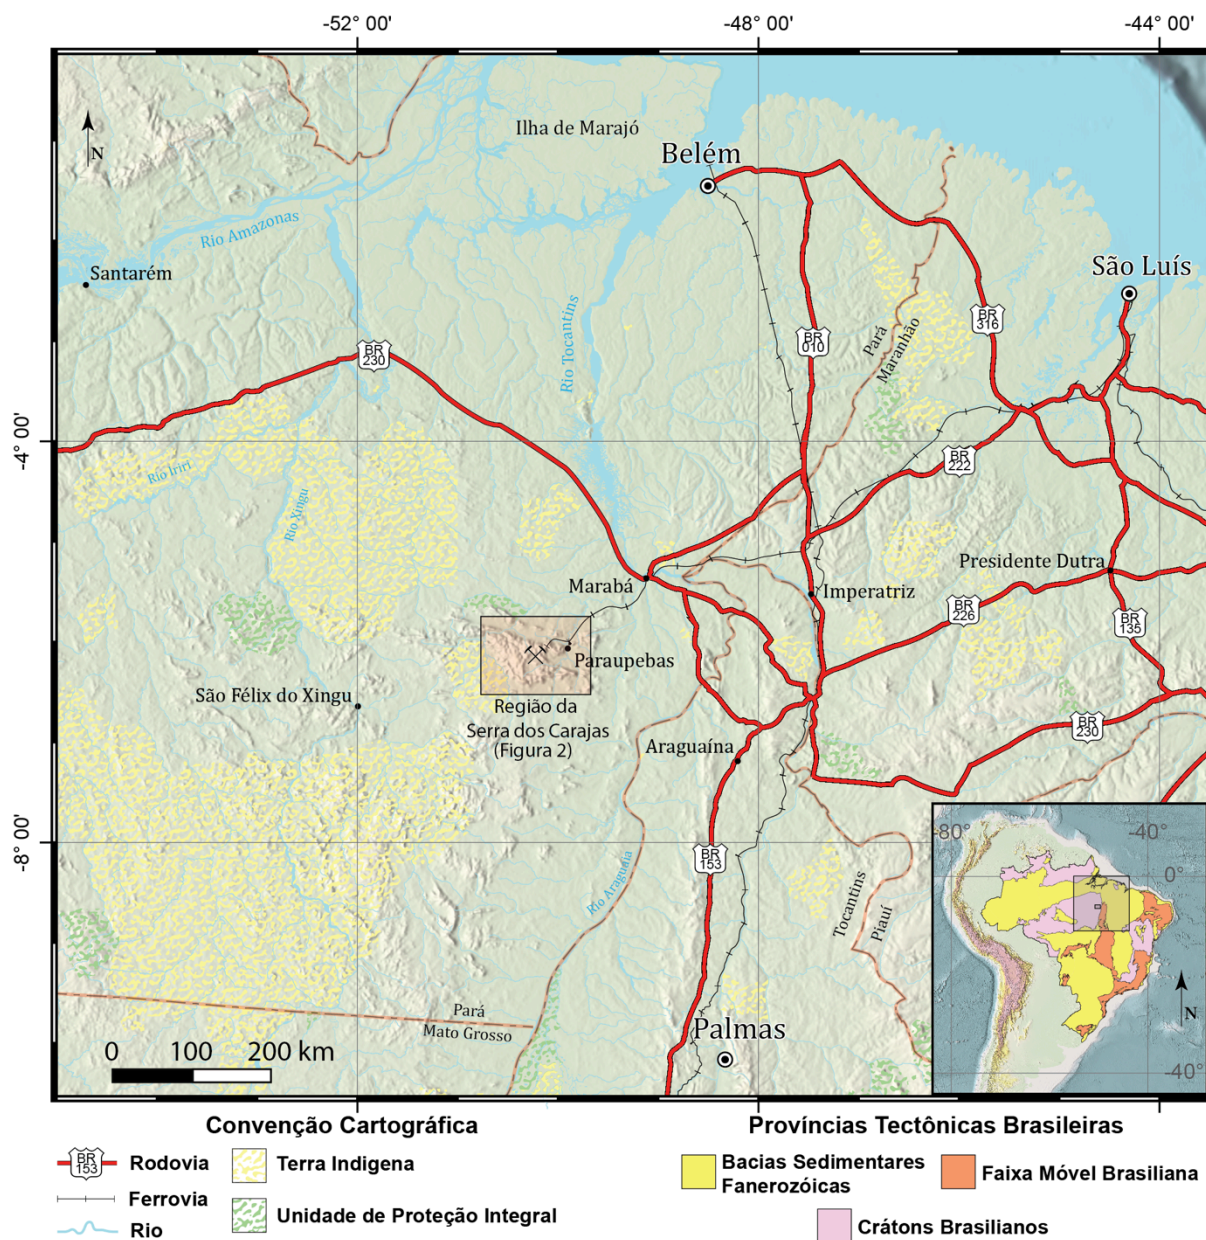 -52° 00'
-48° 00'
-44° 00'
N
Ilha de Marajó
Belém
Rio Amazonas
Santarém
São Luís
BR
316
BR
010
Pará
Maranhão
Rio Tocantins
BR
230
-4° 00'
BR
222
Rio Iriri
Rio Xingu
Presidente Dutra
Marabá
Imperatriz
BR
226
BR
135
Paraupebas
São Félix do Xingu
Região da
Serra dos Carajas
(Figura 2)
BR
230
Araguaína
-8° 00'
BR
153
Rio Araguaia
Tocantins
Piauí
-80°
-40°
0°
N
-40°
Pará
Mato Grosso
Palmas
0 100 200 km
Convenção Cartográfica
BR
153
Rodovia
Ferrovia
Rio
Terra Indigena
Unidade de Proteção Integral
Províncias Tectônicas Brasileiras
Bacias Sedimentares
Fanerozóicas
Faixa Móvel Brasiliana
Crátons Brasilianos